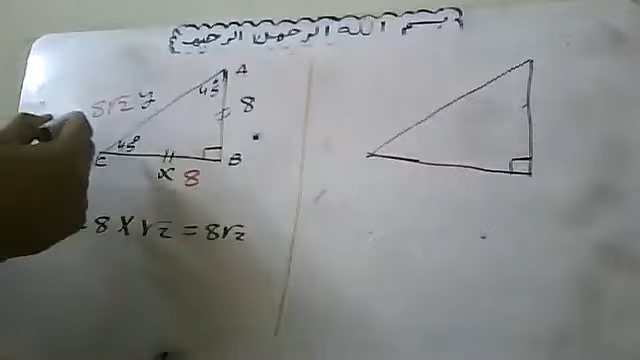 بسم الله الرحمن الرحيم
A
45°
8√2 y
8
45°
E
B
x 8
= 8 × √2 = 8√2